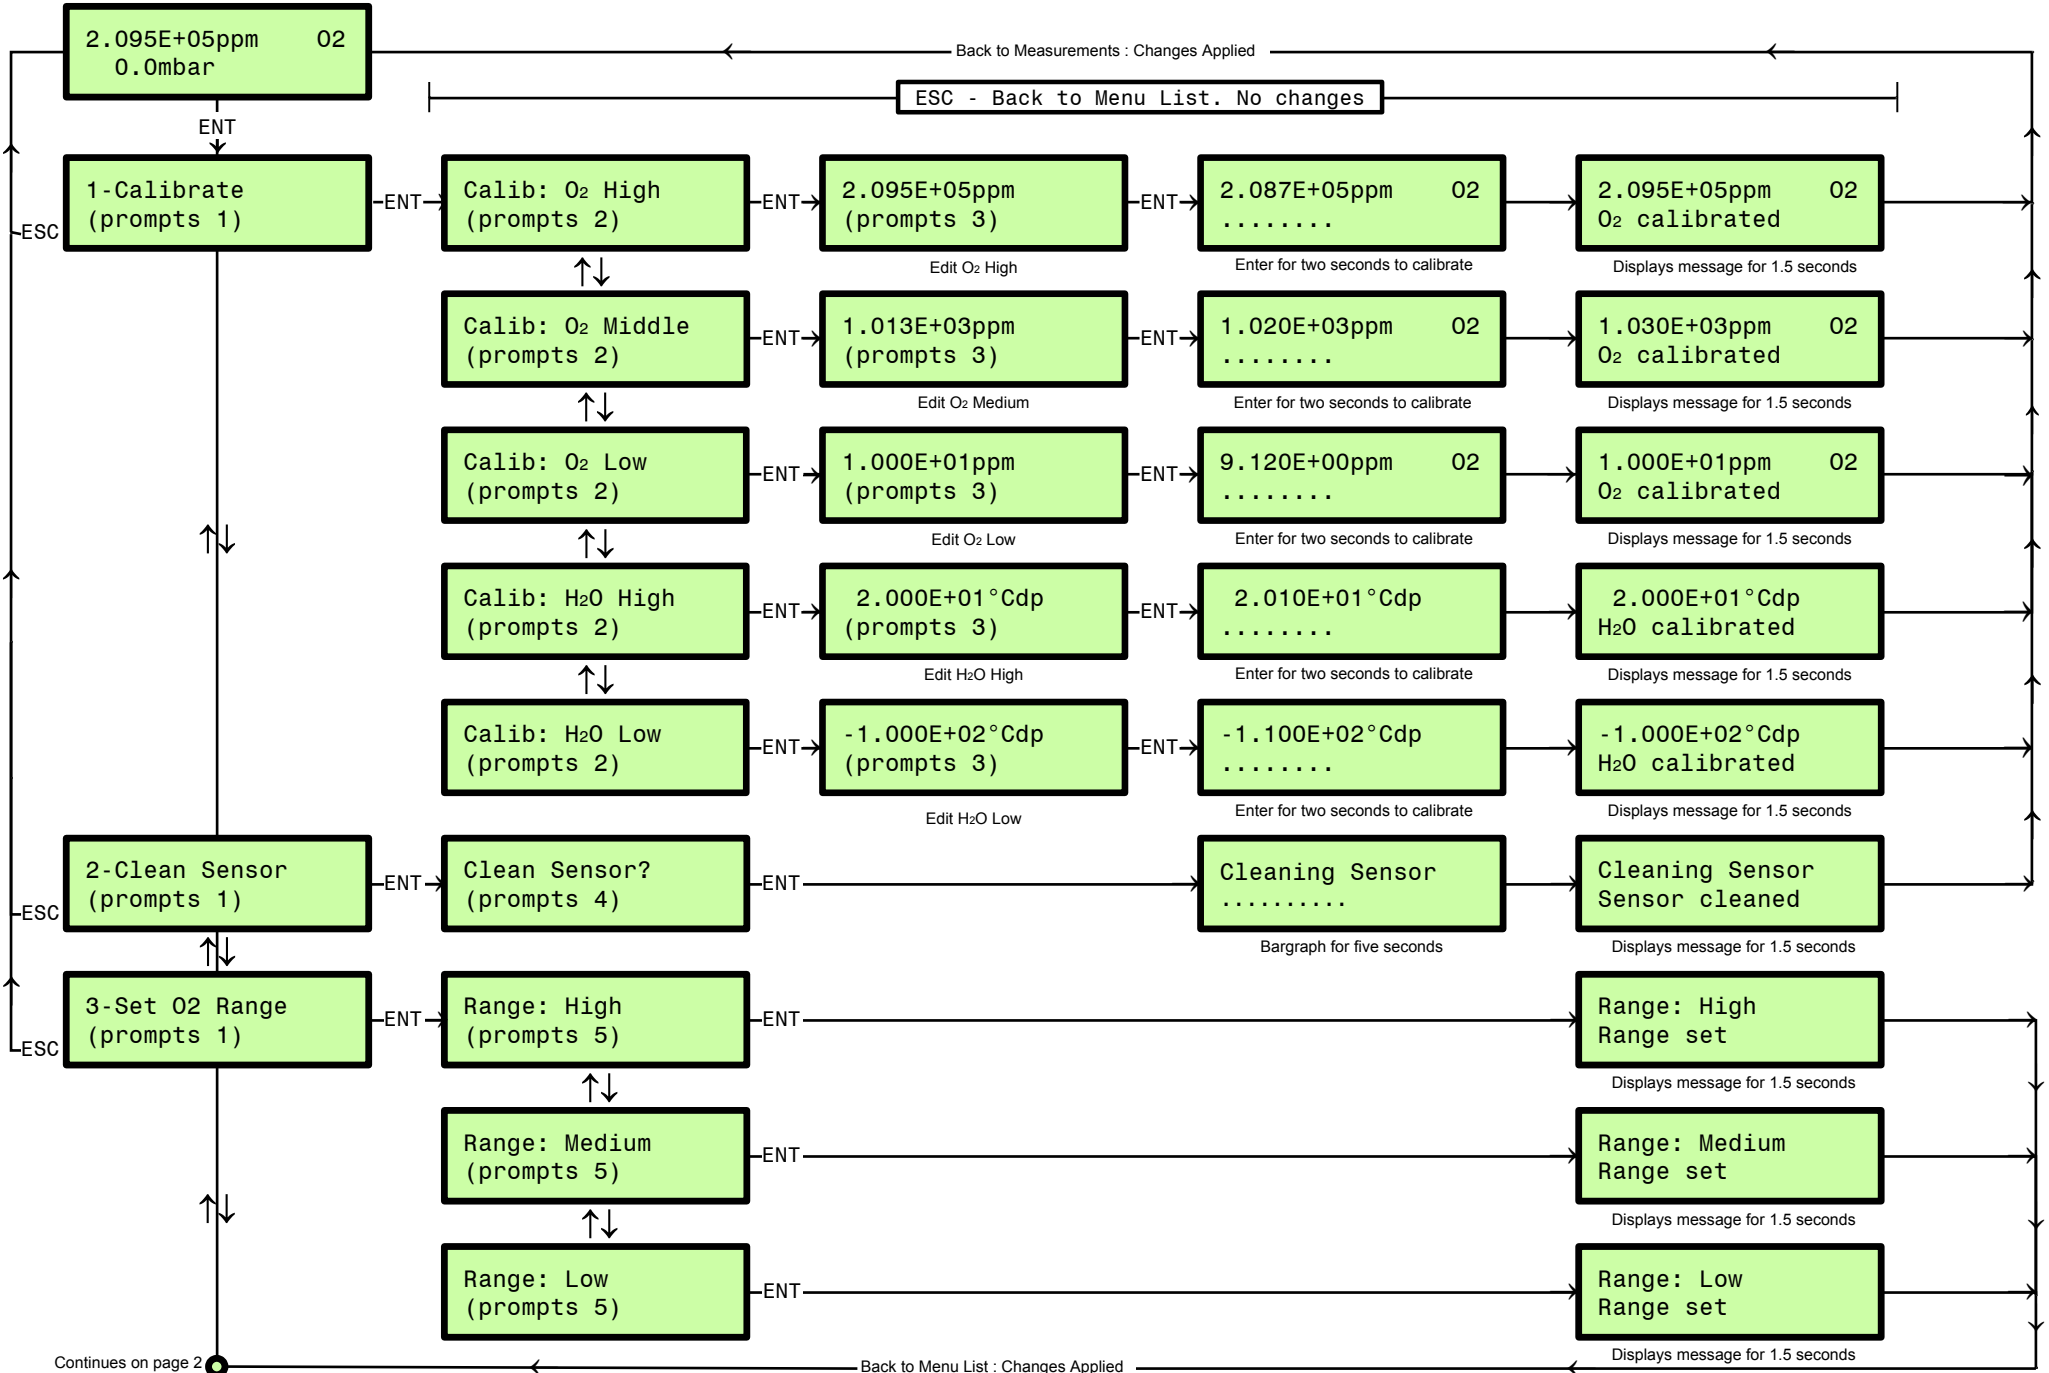 2.095E+05ppm    O2
0.0mbar
Back to Measurements : Changes Applied
ESC - Back to Menu List. No changes
ENT
1-Calibrate
(prompts 1)
ESC
ENT
Calib: O2 High
(prompts 2)
ENT
2.095E+05ppm
(prompts 3)
Edit O2 High
ENT
2.087E+05ppm    O2
........
Enter for two seconds to calibrate
2.095E+05ppm    O2
O2 calibrated
Displays message for 1.5 seconds
↑↓
Calib: O2 Middle
(prompts 2)
ENT
1.013E+03ppm
(prompts 3)
Edit O2 Medium
ENT
1.020E+03ppm    O2
........
Enter for two seconds to calibrate
1.030E+03ppm    O2
O2 calibrated
Displays message for 1.5 seconds
↑↓
Calib: O2 Low
(prompts 2)
ENT
1.000E+01ppm
(prompts 3)
Edit O2 Low
ENT
9.120E+00ppm    O2
........
Enter for two seconds to calibrate
1.000E+01ppm    O2
O2 calibrated
Displays message for 1.5 seconds
↑↓
↑↓
Calib: H2O High
(prompts 2)
ENT
2.000E+01°Cdp
(prompts 3)
Edit H2O High
ENT
2.010E+01°Cdp
........
Enter for two seconds to calibrate
2.000E+01°Cdp
H2O calibrated
Displays message for 1.5 seconds
↑↓
Calib: H2O Low
(prompts 2)
ENT
-1.000E+02°Cdp
(prompts 3)
Edit H2O Low
ENT
-1.100E+02°Cdp
........
Enter for two seconds to calibrate
-1.000E+02°Cdp
H2O calibrated
Displays message for 1.5 seconds
2-Clean Sensor
(prompts 1)
ESC
ENT
Clean Sensor?
(prompts 4)
ENT
Cleaning Sensor
..........
Bargraph for five seconds
Cleaning Sensor
Sensor cleaned
Displays message for 1.5 seconds
↑↓
3-Set O2 Range
(prompts 1)
ESC
ENT
Range: High
(prompts 5)
ENT
Range: High
Range set
Displays message for 1.5 seconds
↑↓
Range: Medium
(prompts 5)
ENT
Range: Medium
Range set
Displays message for 1.5 seconds
↑↓
↑↓
Range: Low
(prompts 5)
ENT
Range: Low
Range set
Displays message for 1.5 seconds
Continues on page 2
Back to Menu List : Changes Applied